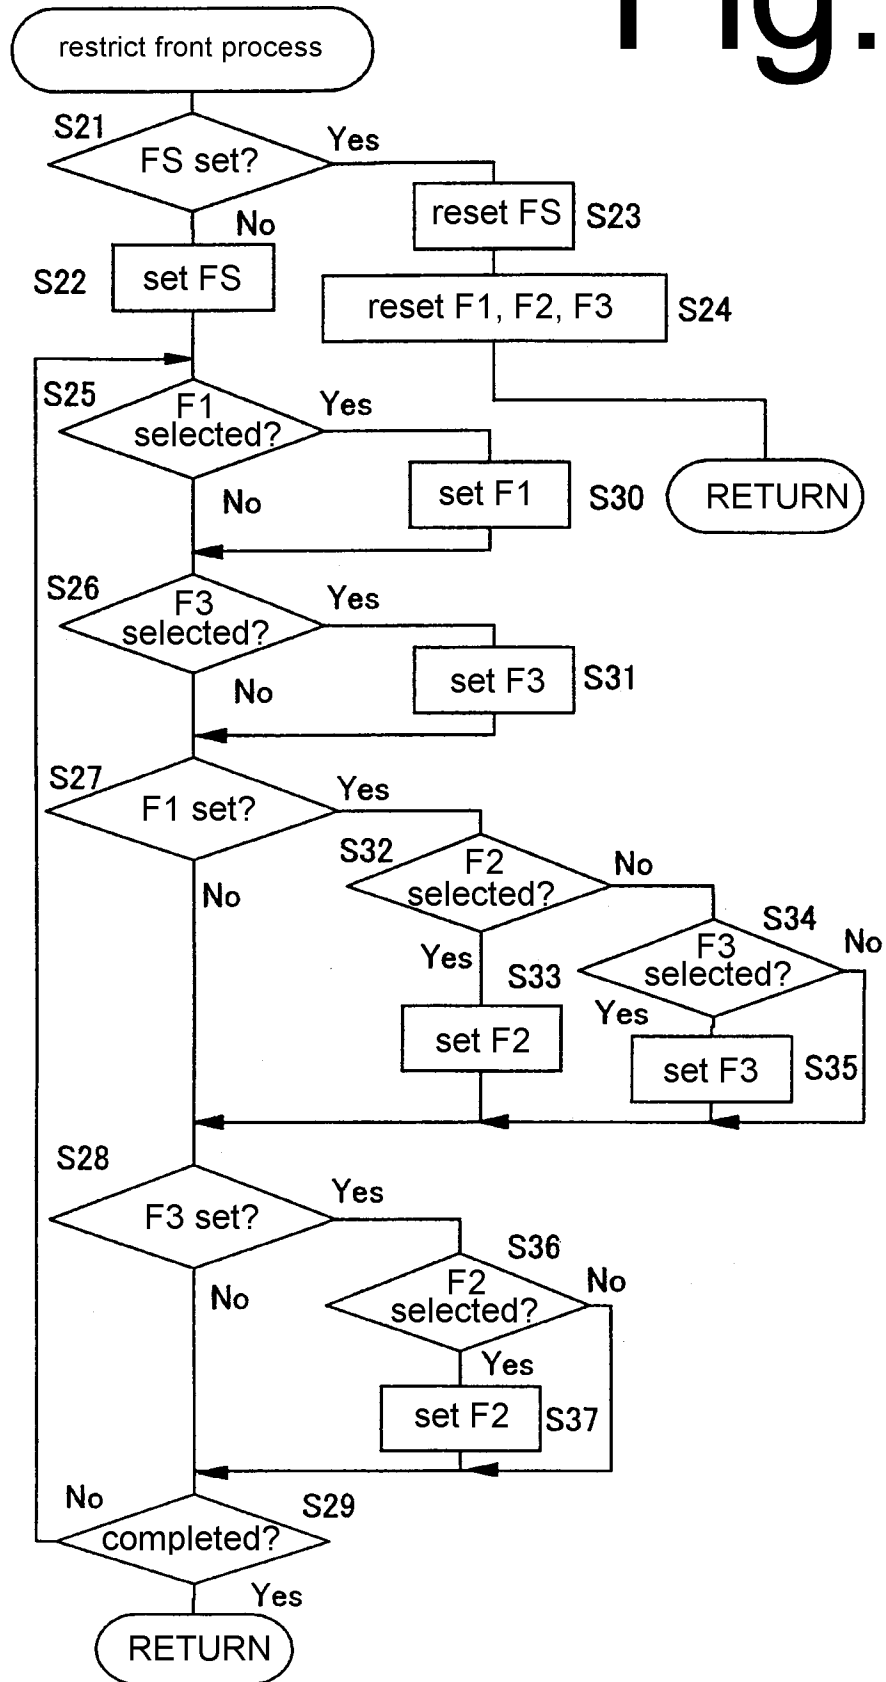 Fig.
restrict front process
S21
FS set?
Yes
No
reset FS
S23
S22
set FS
reset F1, F2, F3
S24
S25
F1
selected?
Yes
No
set F1
S30
RETURN
S26
F3
selected?
Yes
No
set F3
S31
S27
F1 set?
Yes
No
S32
F2
selected?
No
Yes
S34
F3
selected?
No
Yes
S33
set F2
set F3
S35
S28
F3 set?
Yes
No
S36
F2
selected?
No
Yes
set F2
S37
No
S29
completed?
Yes
RETURN